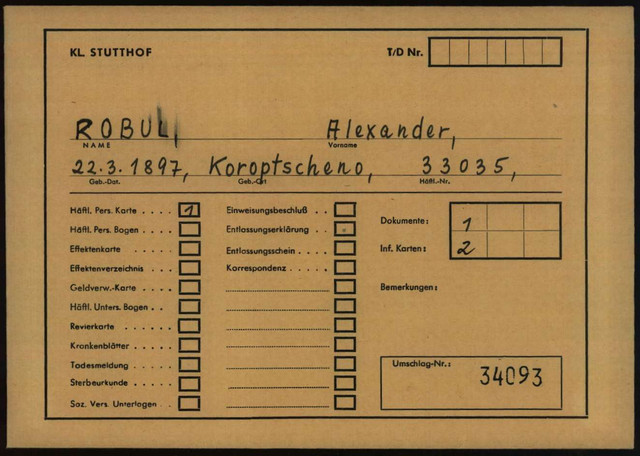 KL. STUTTHOF
T/D Nr.
ROBUL, Alexander,
NAME Vorname
22.3.1897, Koroptscheno, 33035,
Geb.-Dat. Geb.-Ort Häftl.-Nr.
Häftl. Pers. Karte . . . . 1
Häftl. Pers. Bogen . . . .
Effektenkarte . . . .
Effektenverzeichnis . . . .
Geldverw.-Karte . . . .
Häftl. Unters. Bogen . .
Revierkarte . . . . . .
Krankenblätter . . . . .
Todesmeldung . . . . .
Sterbeurkunde . . . .
Soz. Vers. Unterlagen . . . .
Einweisungsbeschluß . .
Entlassungserklärung . .
Entlossungsschein . . . .
Korrespondenz . . . . .
Dokumente: 1
Inf. Karten: 2
Bemerkungen:
Umschlag-Nr.:
34093